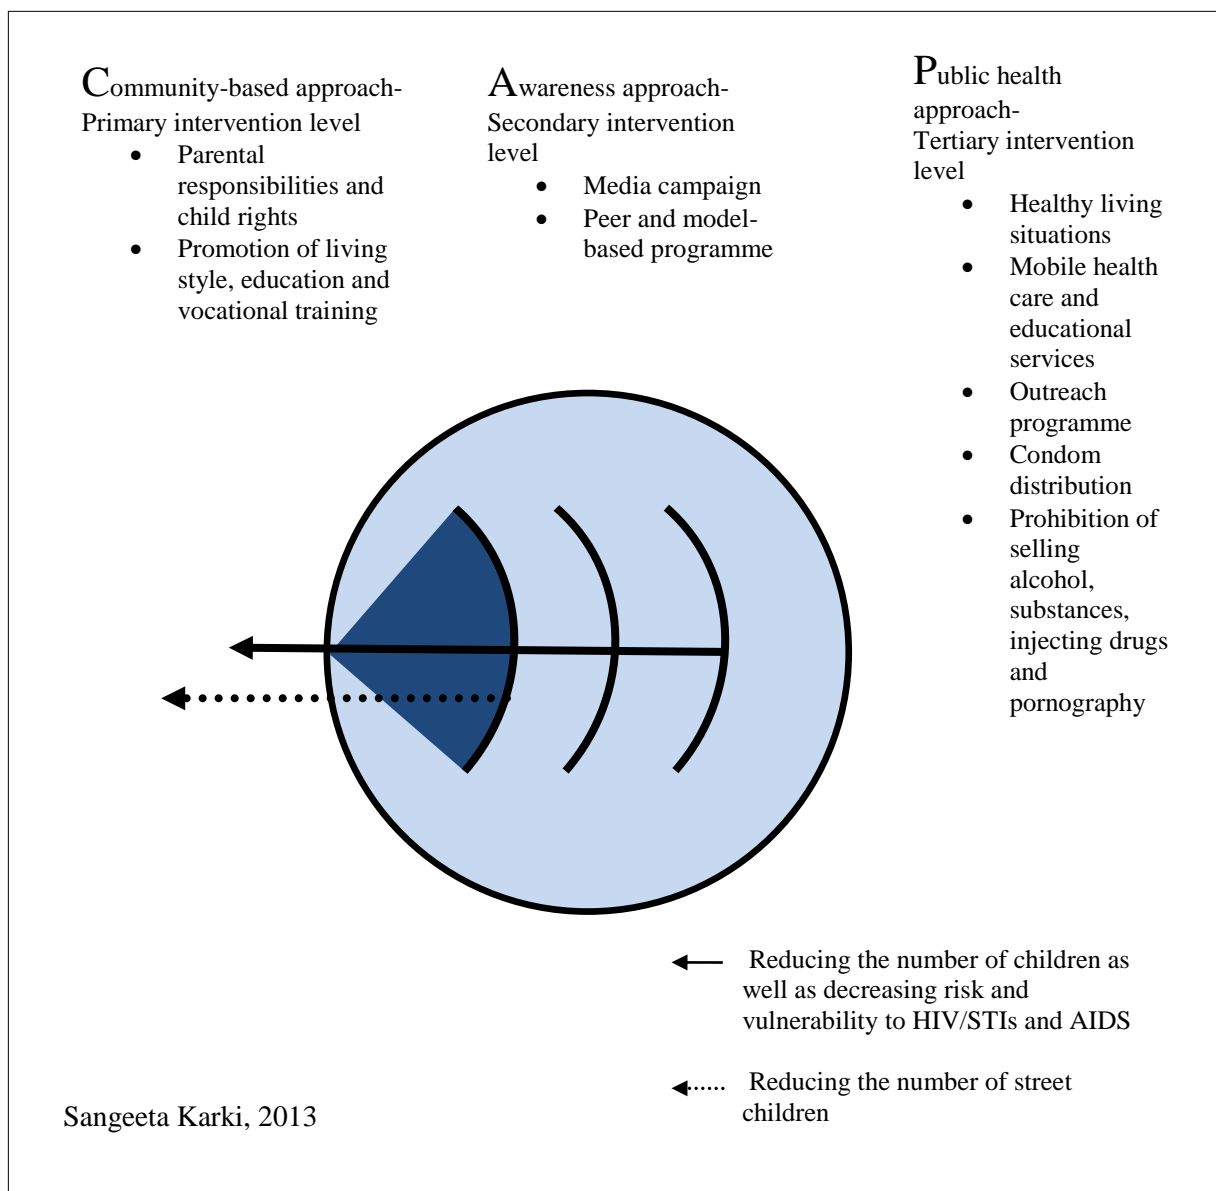 Community-based approach-
Primary intervention level
• Parental
responsibilities and
child rights
• Promotion of living
style, education and
vocational training
Awareness approach-
Secondary intervention
level
• Media campaign
• Peer and model-
based programme
Public health
approach-
Tertiary intervention
level
• Healthy living
situations
• Mobile health
care and
educational
services
• Outreach
programme
• Condom
distribution
• Prohibition of
selling
alcohol,
substances,
injecting drugs
and
pornography
Reducing the number of children as
well as decreasing risk and
vulnerability to HIV/STIs and AIDS
Reducing the number of street
children
Sangeeta Karki, 2013